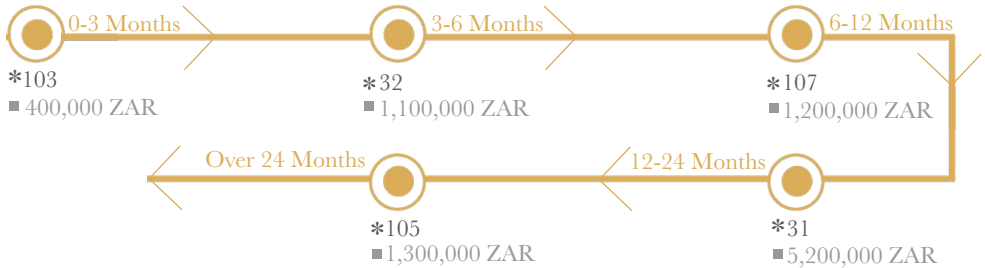 0-3 Months
*103
400,000 ZAR
3-6 Months
*32
1,100,000 ZAR
6-12 Months
*107
1,200,000 ZAR
12-24 Months
*31
5,200,000 ZAR
Over 24 Months
*105
1,300,000 ZAR